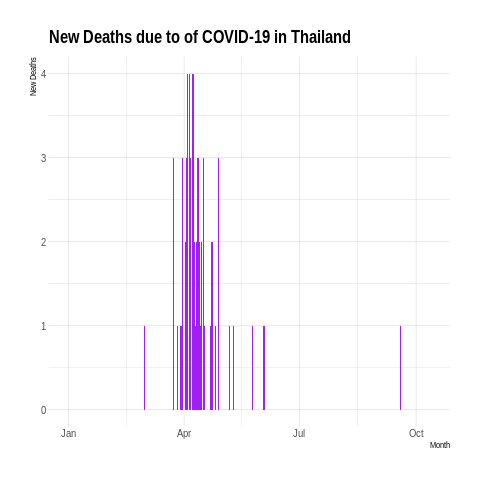 New Deaths due to of COVID-19 in Thailand
New Deaths
4
3
2
1
0
Jan
Apr
Jul
Oct
Month